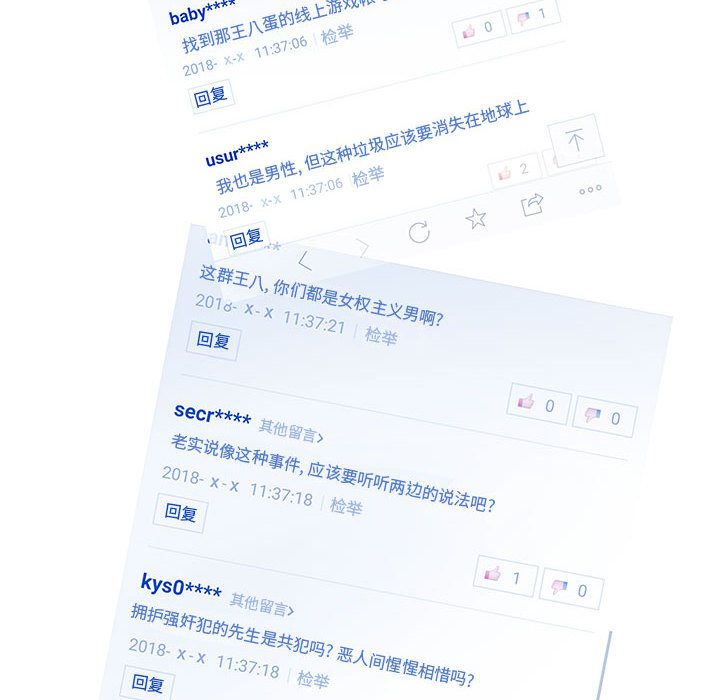 baby****
找到那王八蛋的线上游戏帐
2018- x-x 11:37:06 | 检举
0 1
回复
usur****
我也是男性, 但这种垃圾应该要消失在地球上
2018- x-x 11:37:06 | 检举
2
回复
这群王八, 你们都是女权主义男啊?
2018- x-x 11:37:21 | 检举
回复
0 0
secr**** 其他留言>
老实说像这种事件, 应该要听听两边的说法吧?
2018- x-x 11:37:18 | 检举
回复
1 0
kys0**** 其他留言>
拥护强奸犯的先生是共犯吗? 恶人间惺惺相惜吗?
2018- x-x 11:37:18 | 检举
回复